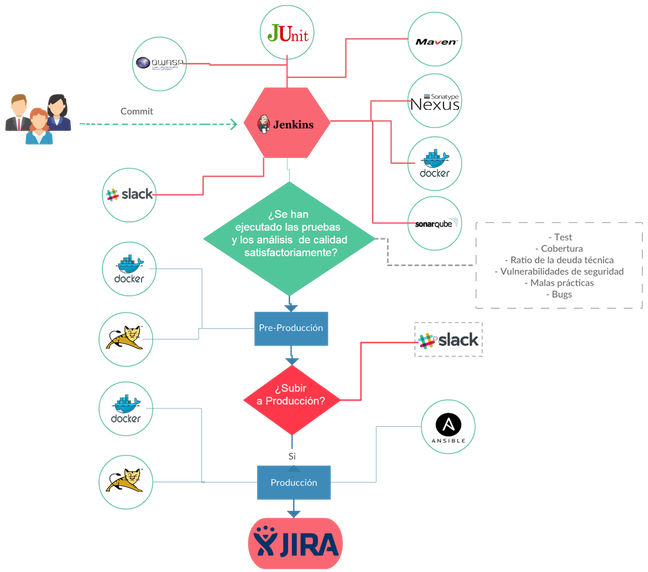 JUnit
Maven
OWASP
Sonatype
Nexus
Commit
Jenkins
docker
slack
sonarqube
¿Se han
ejecutado las pruebas
y los análisis de calidad
satisfactoriamente?
- Test
- Cobertura
- Ratio de la deuda técnica
- Vulnerabilidades de seguridad
- Malas prácticas
- Bugs
docker
Pre-Producción
slack
¿Subir
a Producción?
docker
ANSIBLE
Si
Producción
JIRA